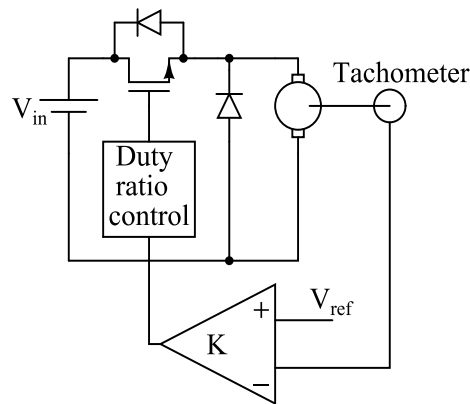 Tachometer
V_in
Duty
ratio
control
V_ref
+
K
−